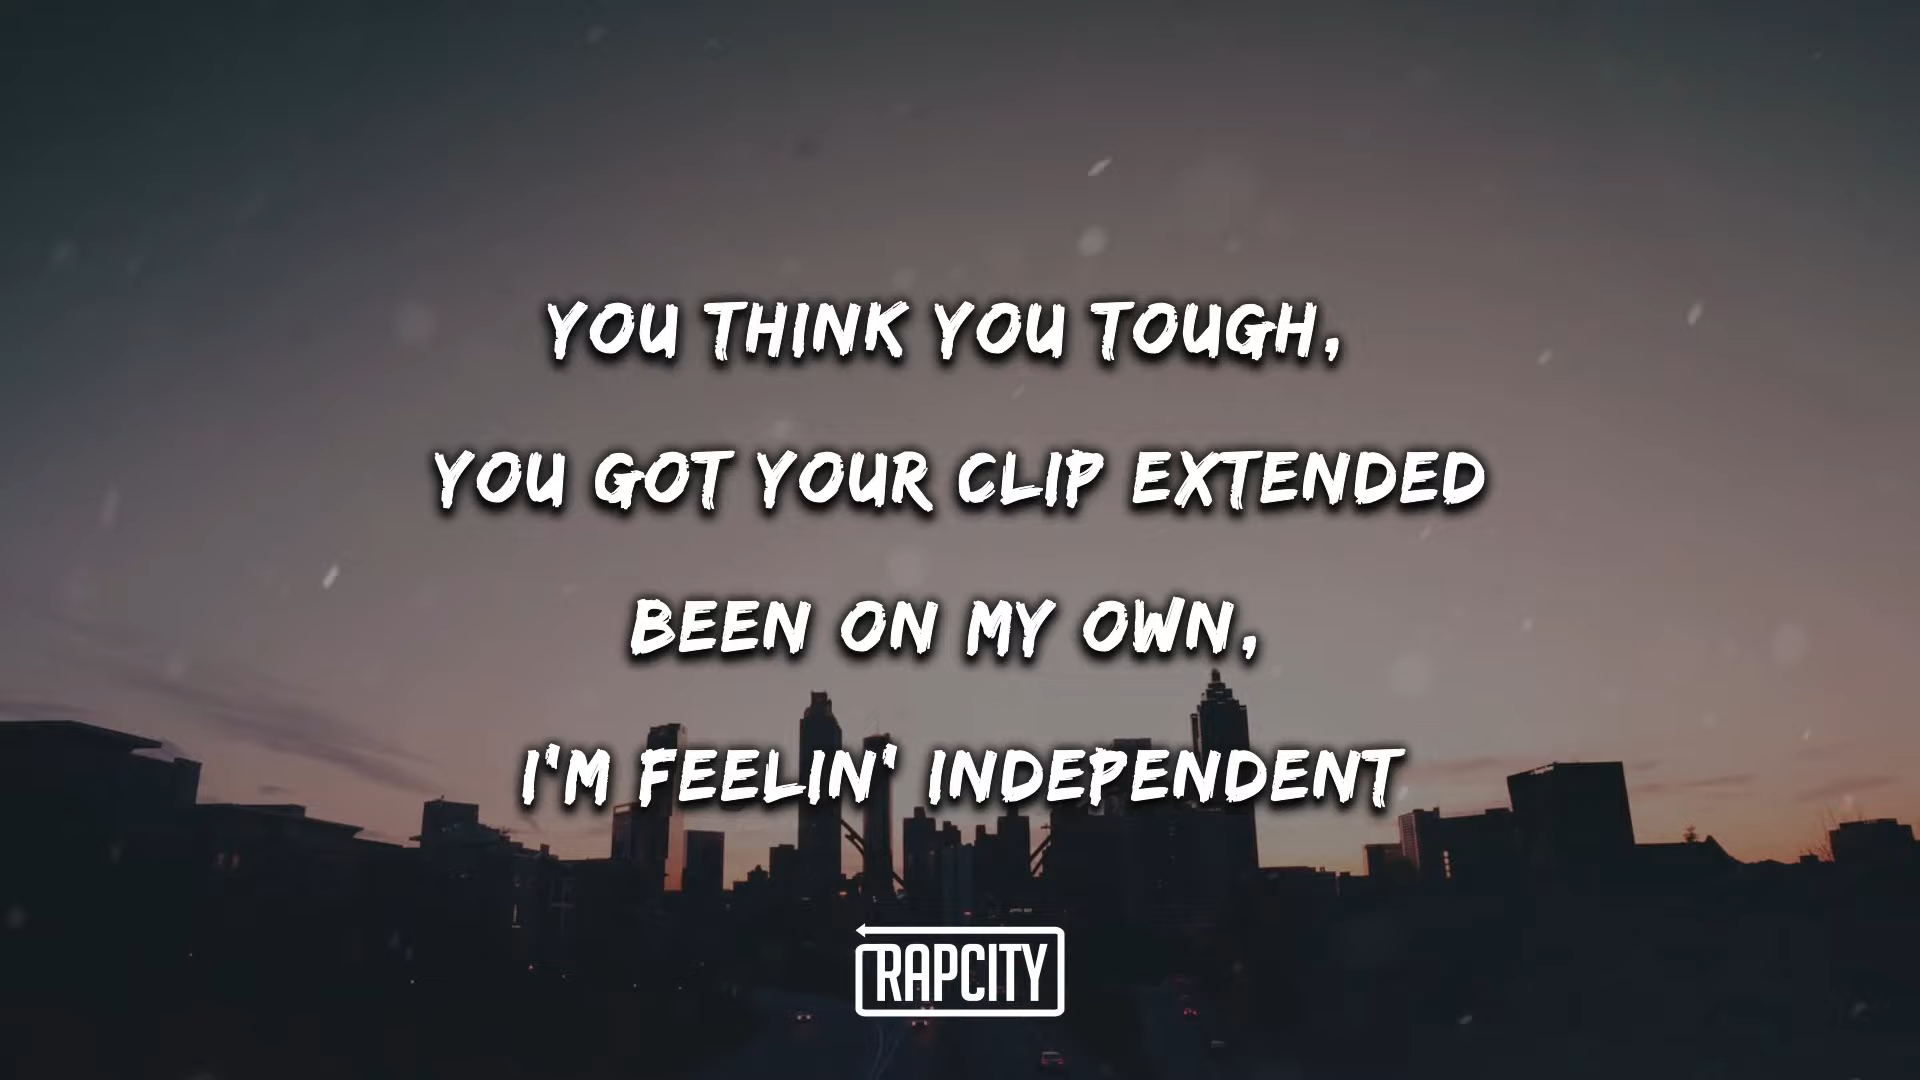 YOU THINK YOU TOUGH,
YOU GOT YOUR CLIP EXTENDED
BEEN ON MY OWN,
I'M FEELIN' INDEPENDENT
RAPCITY